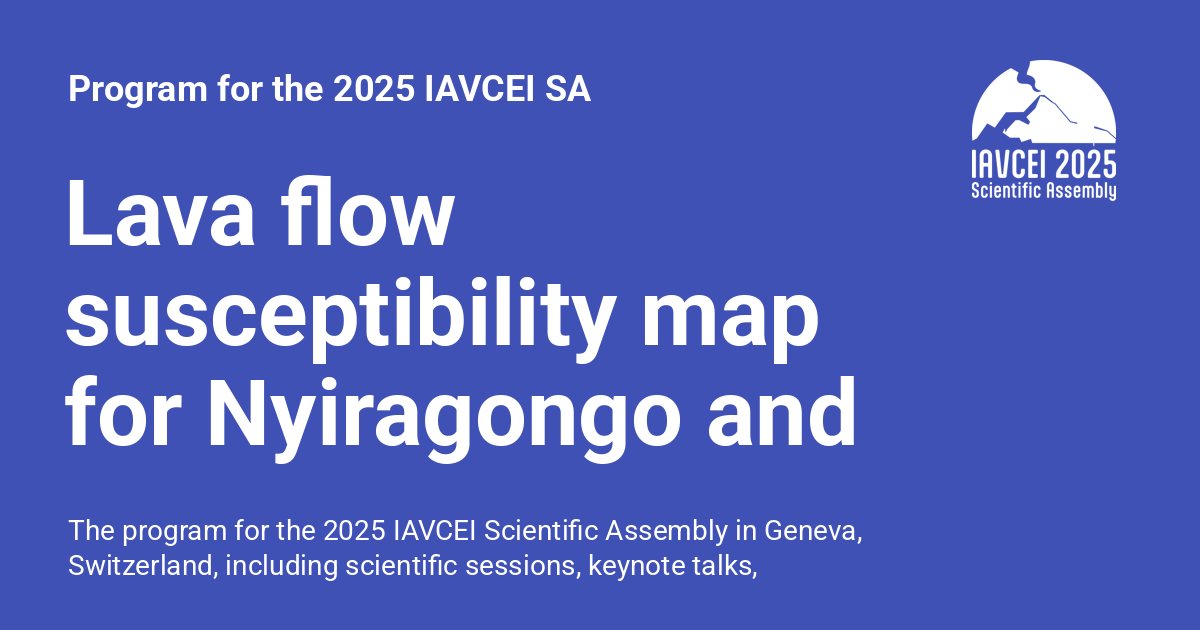 Program for the 2025 IAVCEI SA
IAVCEI 2025
Scientific Assembly
Lava flow
susceptibility map
for Nyiragongo and
The program for the 2025 IAVCEI Scientific Assembly in Geneva,
Switzerland, including scientific sessions, keynote talks,